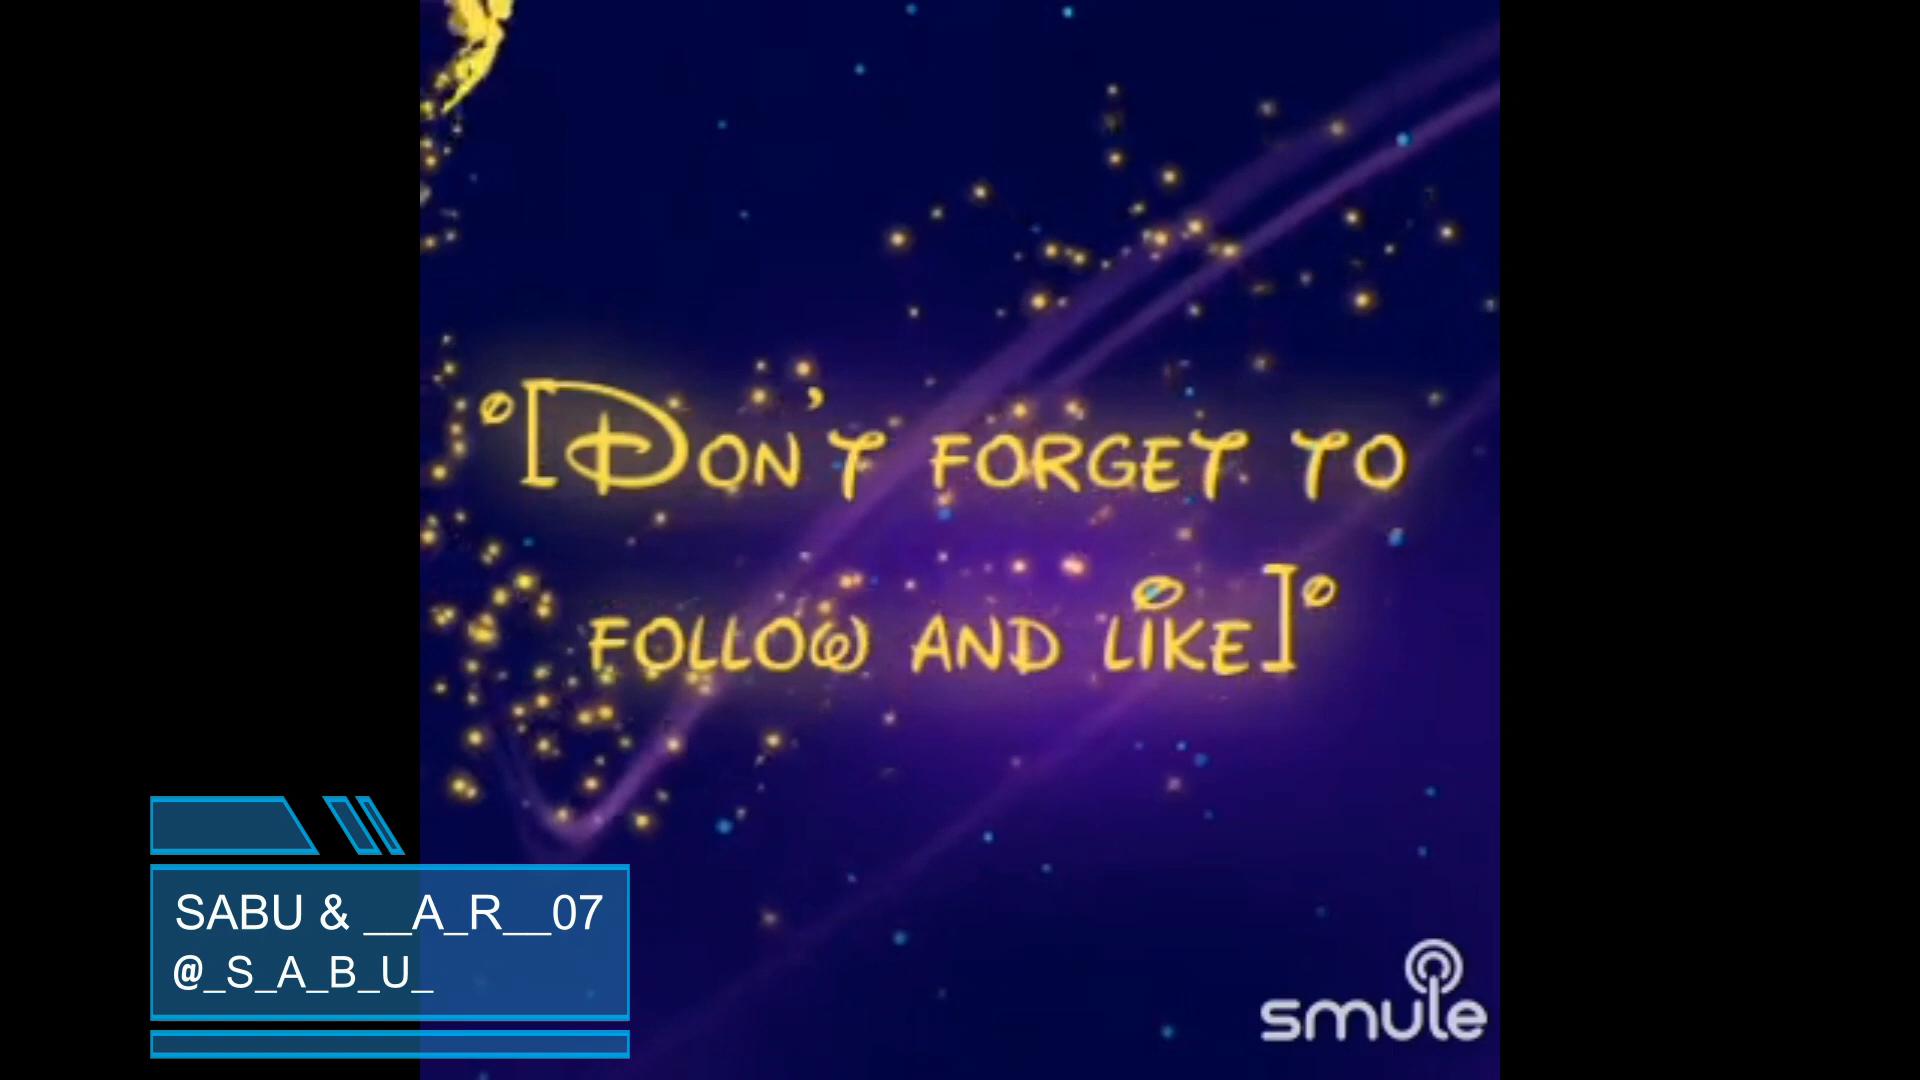 °[Don't forget to
follow and like]°
SABU & __A_R__07
@_S_A_B_U_
smule